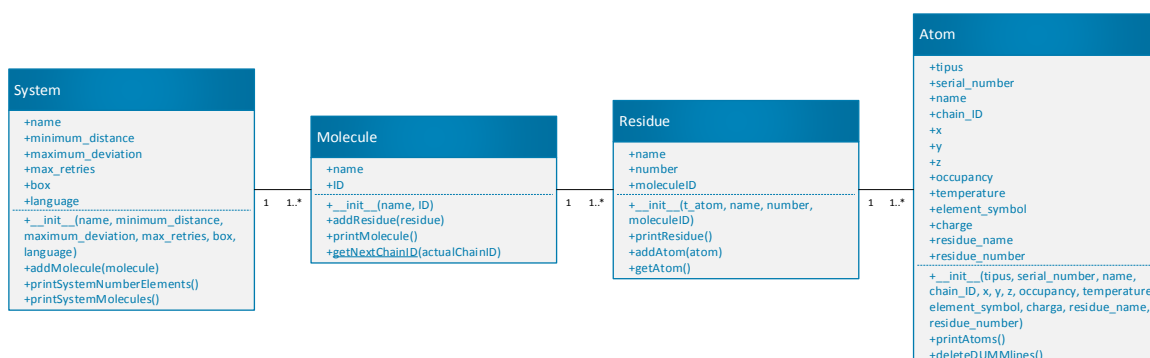 System
+name
+minimum_distance
+maximum_deviation
+max_retries
+box
+language
+__init__(name, minimum_distance,
maximum_deviation, max_retries, box,
language)
+addMolecule(molecule)
+printSystemNumberElements()
+printSystemMolecules()
1 1..*
Molecule
+name
+ID
+__init__(name, ID)
+addResidue(residue)
+printMolecule()
+getNextChainID(actualChainID)
1 1..*
Residue
+name
+number
+moleculeID
+__init__(t_atom, name, number,
moleculeID)
+printResidue()
+addAtom(atom)
+getAtom()
1 1..*
Atom
+tipus
+serial_number
+name
+chain_ID
+x
+y
+z
+occupancy
+temperature
+element_symbol
+charge
+residue_name
+residue_number
+__init__(tipus, serial_number, name,
chain_ID, x, y, z, occupancy, temperature
element_symbol, charga, residue_name,
residue_number)
+printAtoms()
+deleteDUMMlines()